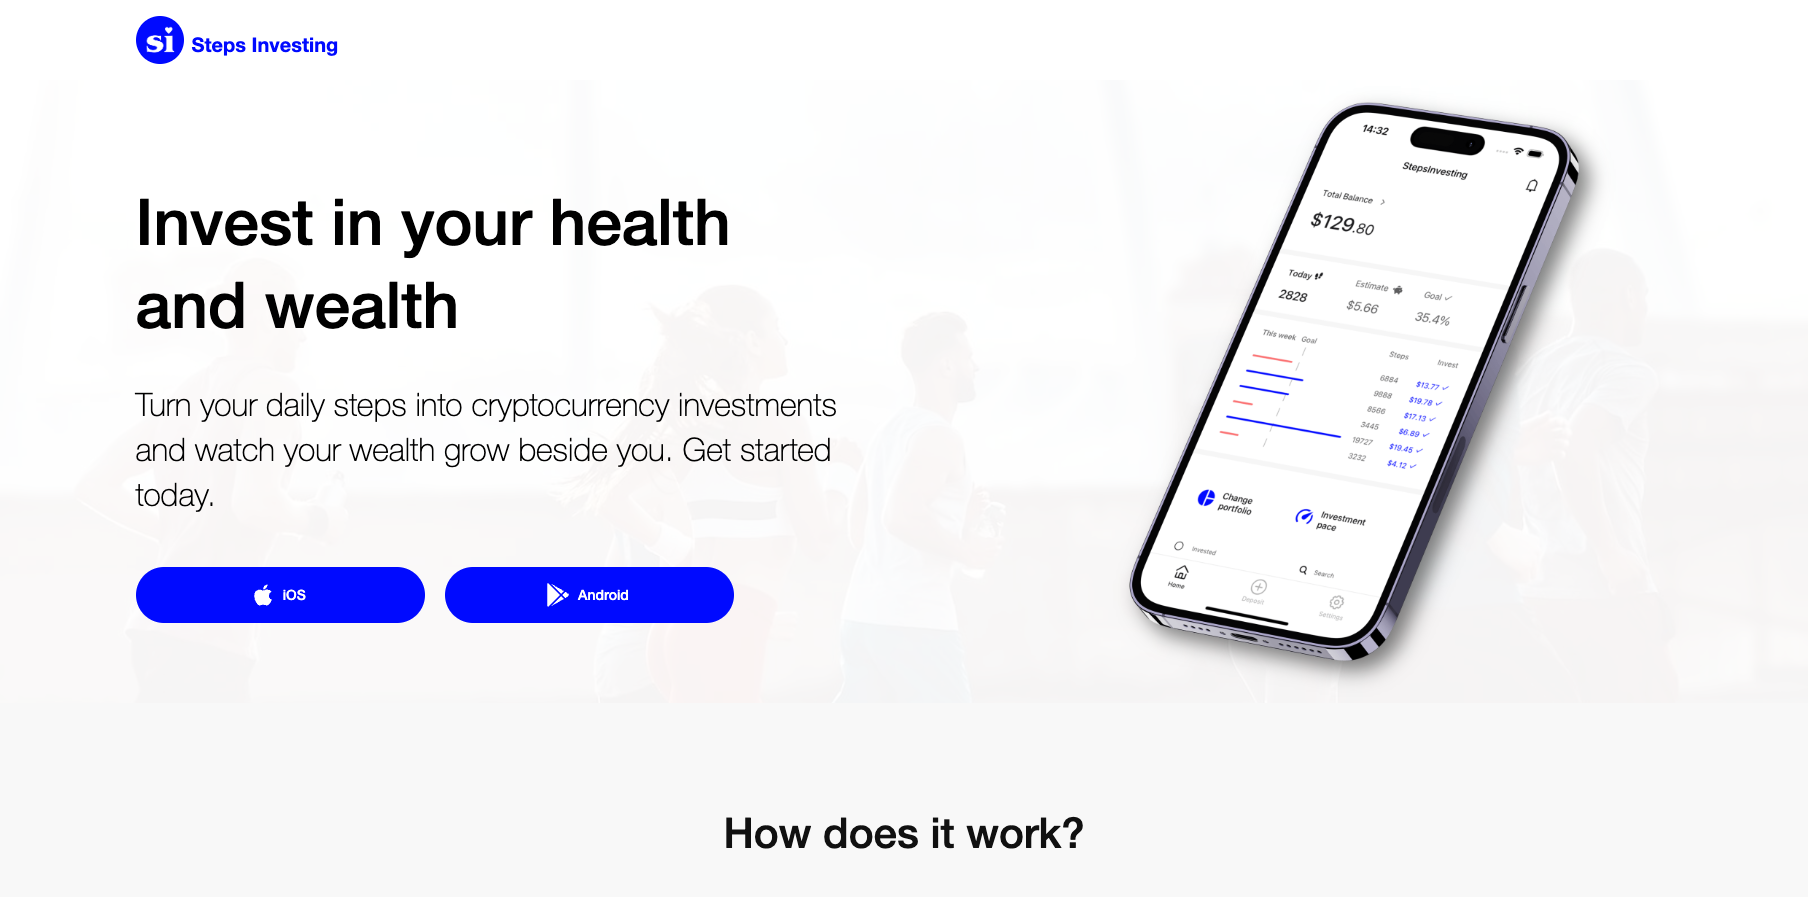 si Steps Investing
Invest in your health
and wealth
Turn your daily steps into cryptocurrency investments
and watch your wealth grow beside you. Get started
today.
iOS
Android
14:32
StepsInvesting
Total Balance >
$129.80
Today Estimate Goal
2828 $5.66 35.4%
This week Goal Steps Invest
6884 $13.77
9888 $19.78
8566 $17.13
3445 $6.89
19727 $19.45
3232 $4.12
Change
portfolio
Investment
pace
Invested
Search
Home
Deposit
Settings
How does it work?